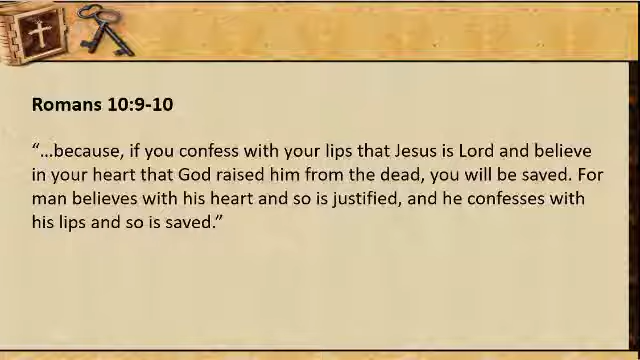 Romans 10:9-10
“…because, if you confess with your lips that Jesus is Lord and believe
in your heart that God raised him from the dead, you will be saved. For
man believes with his heart and so is justified, and he confesses with
his lips and so is saved.”